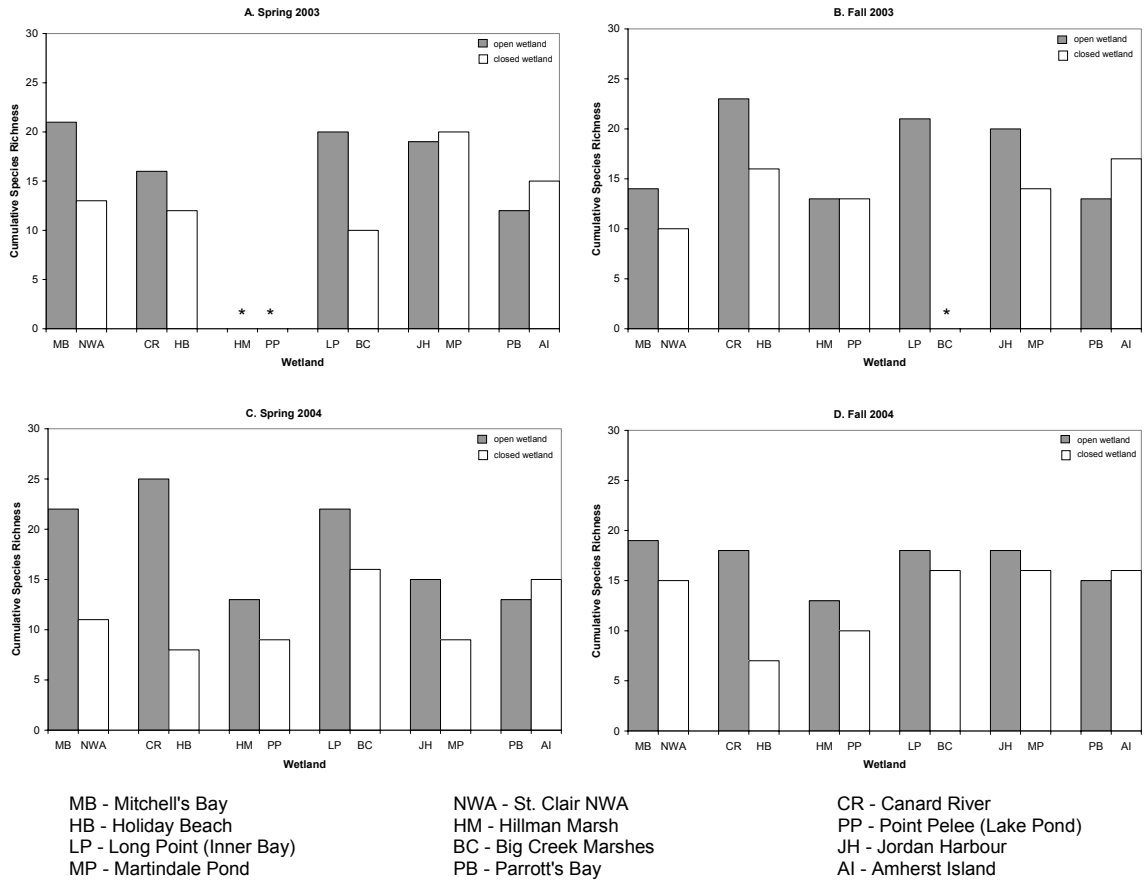 A. Spring 2003
open wetland
closed wetland
Cumulative Species Richness
30
25
20
15
10
5
0
* *
MB NWA CR HB HM PP LP BC JH MP PB AI
Wetland
B. Fall 2003
open wetland
closed wetland
Cumulative Species Richness
30
25
20
15
10
5
0
*
MB NWA CR HB HM PP LP BC JH MP PB AI
Wetland
C. Spring 2004
open wetland
closed wetland
Cumulative Species Richness
30
25
20
15
10
5
0
MB NWA CR HB HM PP LP BC JH MP PB AI
Wetland
D. Fall 2004
open wetland
closed wetland
Cumulative Species Richness
30
25
20
15
10
5
0
MB NWA CR HB HM PP LP BC JH MP PB AI
Wetland
MB - Mitchell's Bay NWA - St. Clair NWA CR - Canard River
HB - Holiday Beach HM - Hillman Marsh PP - Point Pelee (Lake Pond)
LP - Long Point (Inner Bay) BC - Big Creek Marshes JH - Jordan Harbour
MP - Martindale Pond PB - Parrott's Bay AI - Amherst Island